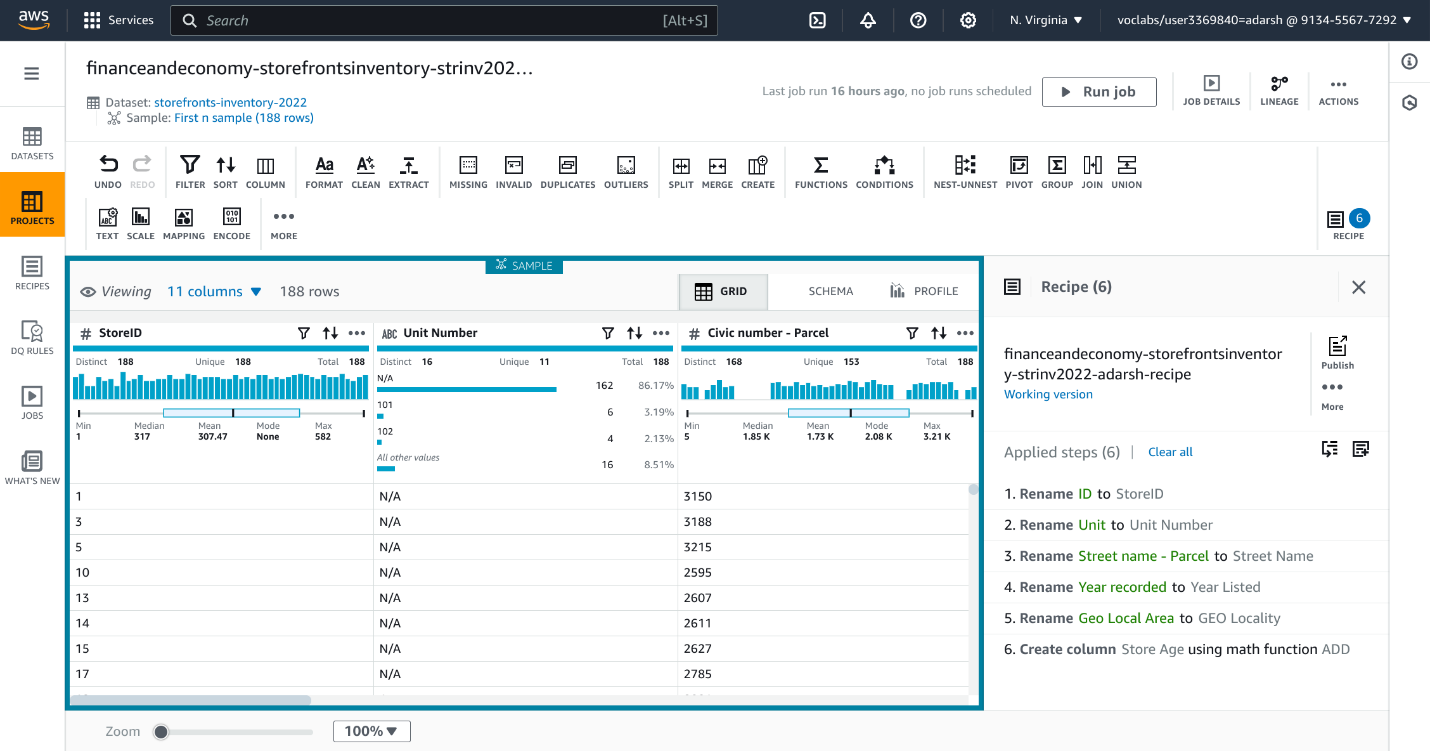 aws
Services
Search [Alt+S]
N. Virginia
voclabs/user3369840=adarsh @ 9134-5567-7292
financeandeconomy-storefrontsinventory-strinv202...
Dataset: storefronts-inventory-2022
Sample: First n sample (188 rows)
Last job run 16 hours ago, no job runs scheduled
Run job
JOB DETAILS
LINEAGE
ACTIONS
DATASETS
PROJECTS
RECIPES
DQ RULES
JOBS
WHAT'S NEW
UNDO REDO FILTER SORT COLUMN FORMAT CLEAN EXTRACT MISSING INVALID DUPLICATES OUTLIERS SPLIT MERGE CREATE FUNCTIONS CONDITIONS NEST-UNNEST PIVOT GROUP JOIN UNION
TEXT SCALE MAPPING ENCODE MORE
6
RECIPE
SAMPLE
Viewing 11 columns 188 rows
GRID SCHEMA PROFILE
# StoreID
Distinct 188 Unique 188 Total 188
Min Median Mean Mode Max
1 317 307.47 None 582
ABC Unit Number
Distinct 16 Unique 11 Total 188
N/A 162 86.17%
101 6 3.19%
102 4 2.13%
All other values 16 8.51%
# Civic number - Parcel
Distinct 168 Unique 153 Total 188
Min Median Mean Mode Max
5 1.85 K 1.73 K 2.08 K 3.21 K
1 N/A 3150
3 N/A 3188
5 N/A 3215
10 N/A 2595
13 N/A 2607
14 N/A 2611
15 N/A 2627
17 N/A 2785
Zoom 100%
Recipe (6)
financeandeconomy-storefrontsinventor
y-strinv2022-adarsh-recipe
Working version
Publish
More
Applied steps (6) | Clear all
1. Rename ID to StoreID
2. Rename Unit to Unit Number
3. Rename Street name - Parcel to Street Name
4. Rename Year recorded to Year Listed
5. Rename Geo Local Area to GEO Locality
6. Create column Store Age using math function ADD